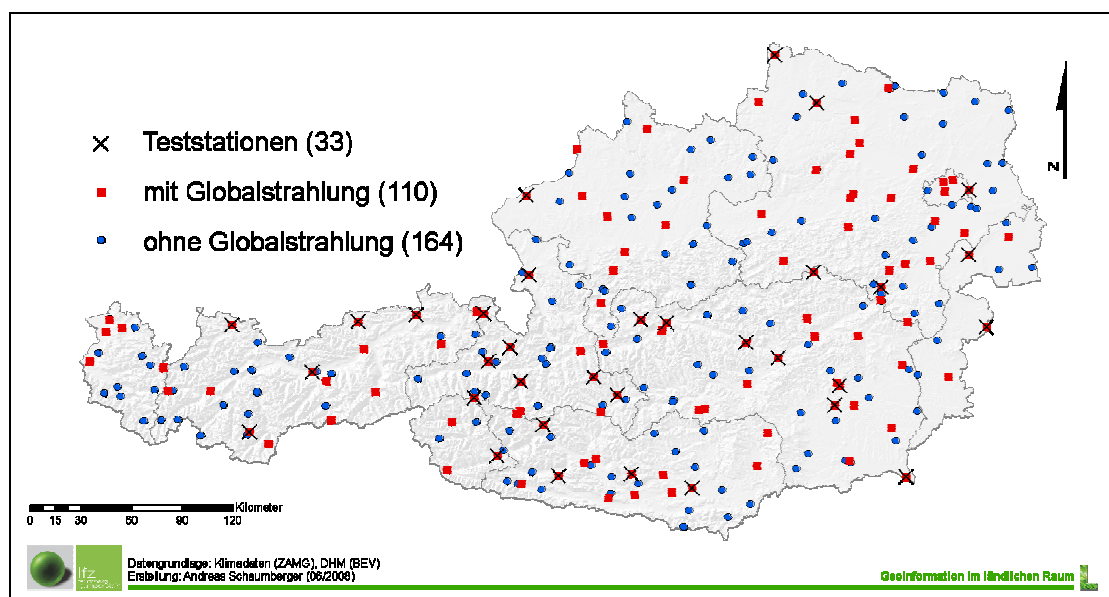 Teststationen (33)
mit Globalstrahlung (110)
ohne Globalstrahlung (164)
N
Kilometer
0 15 30 60 90 120
lfz
Datengrundlage: Klimadaten (ZAMG), DHM (BEV)
Erstellung: Andreas Schaumberger (06/2008)
Geoinformation im ländlichen Raum